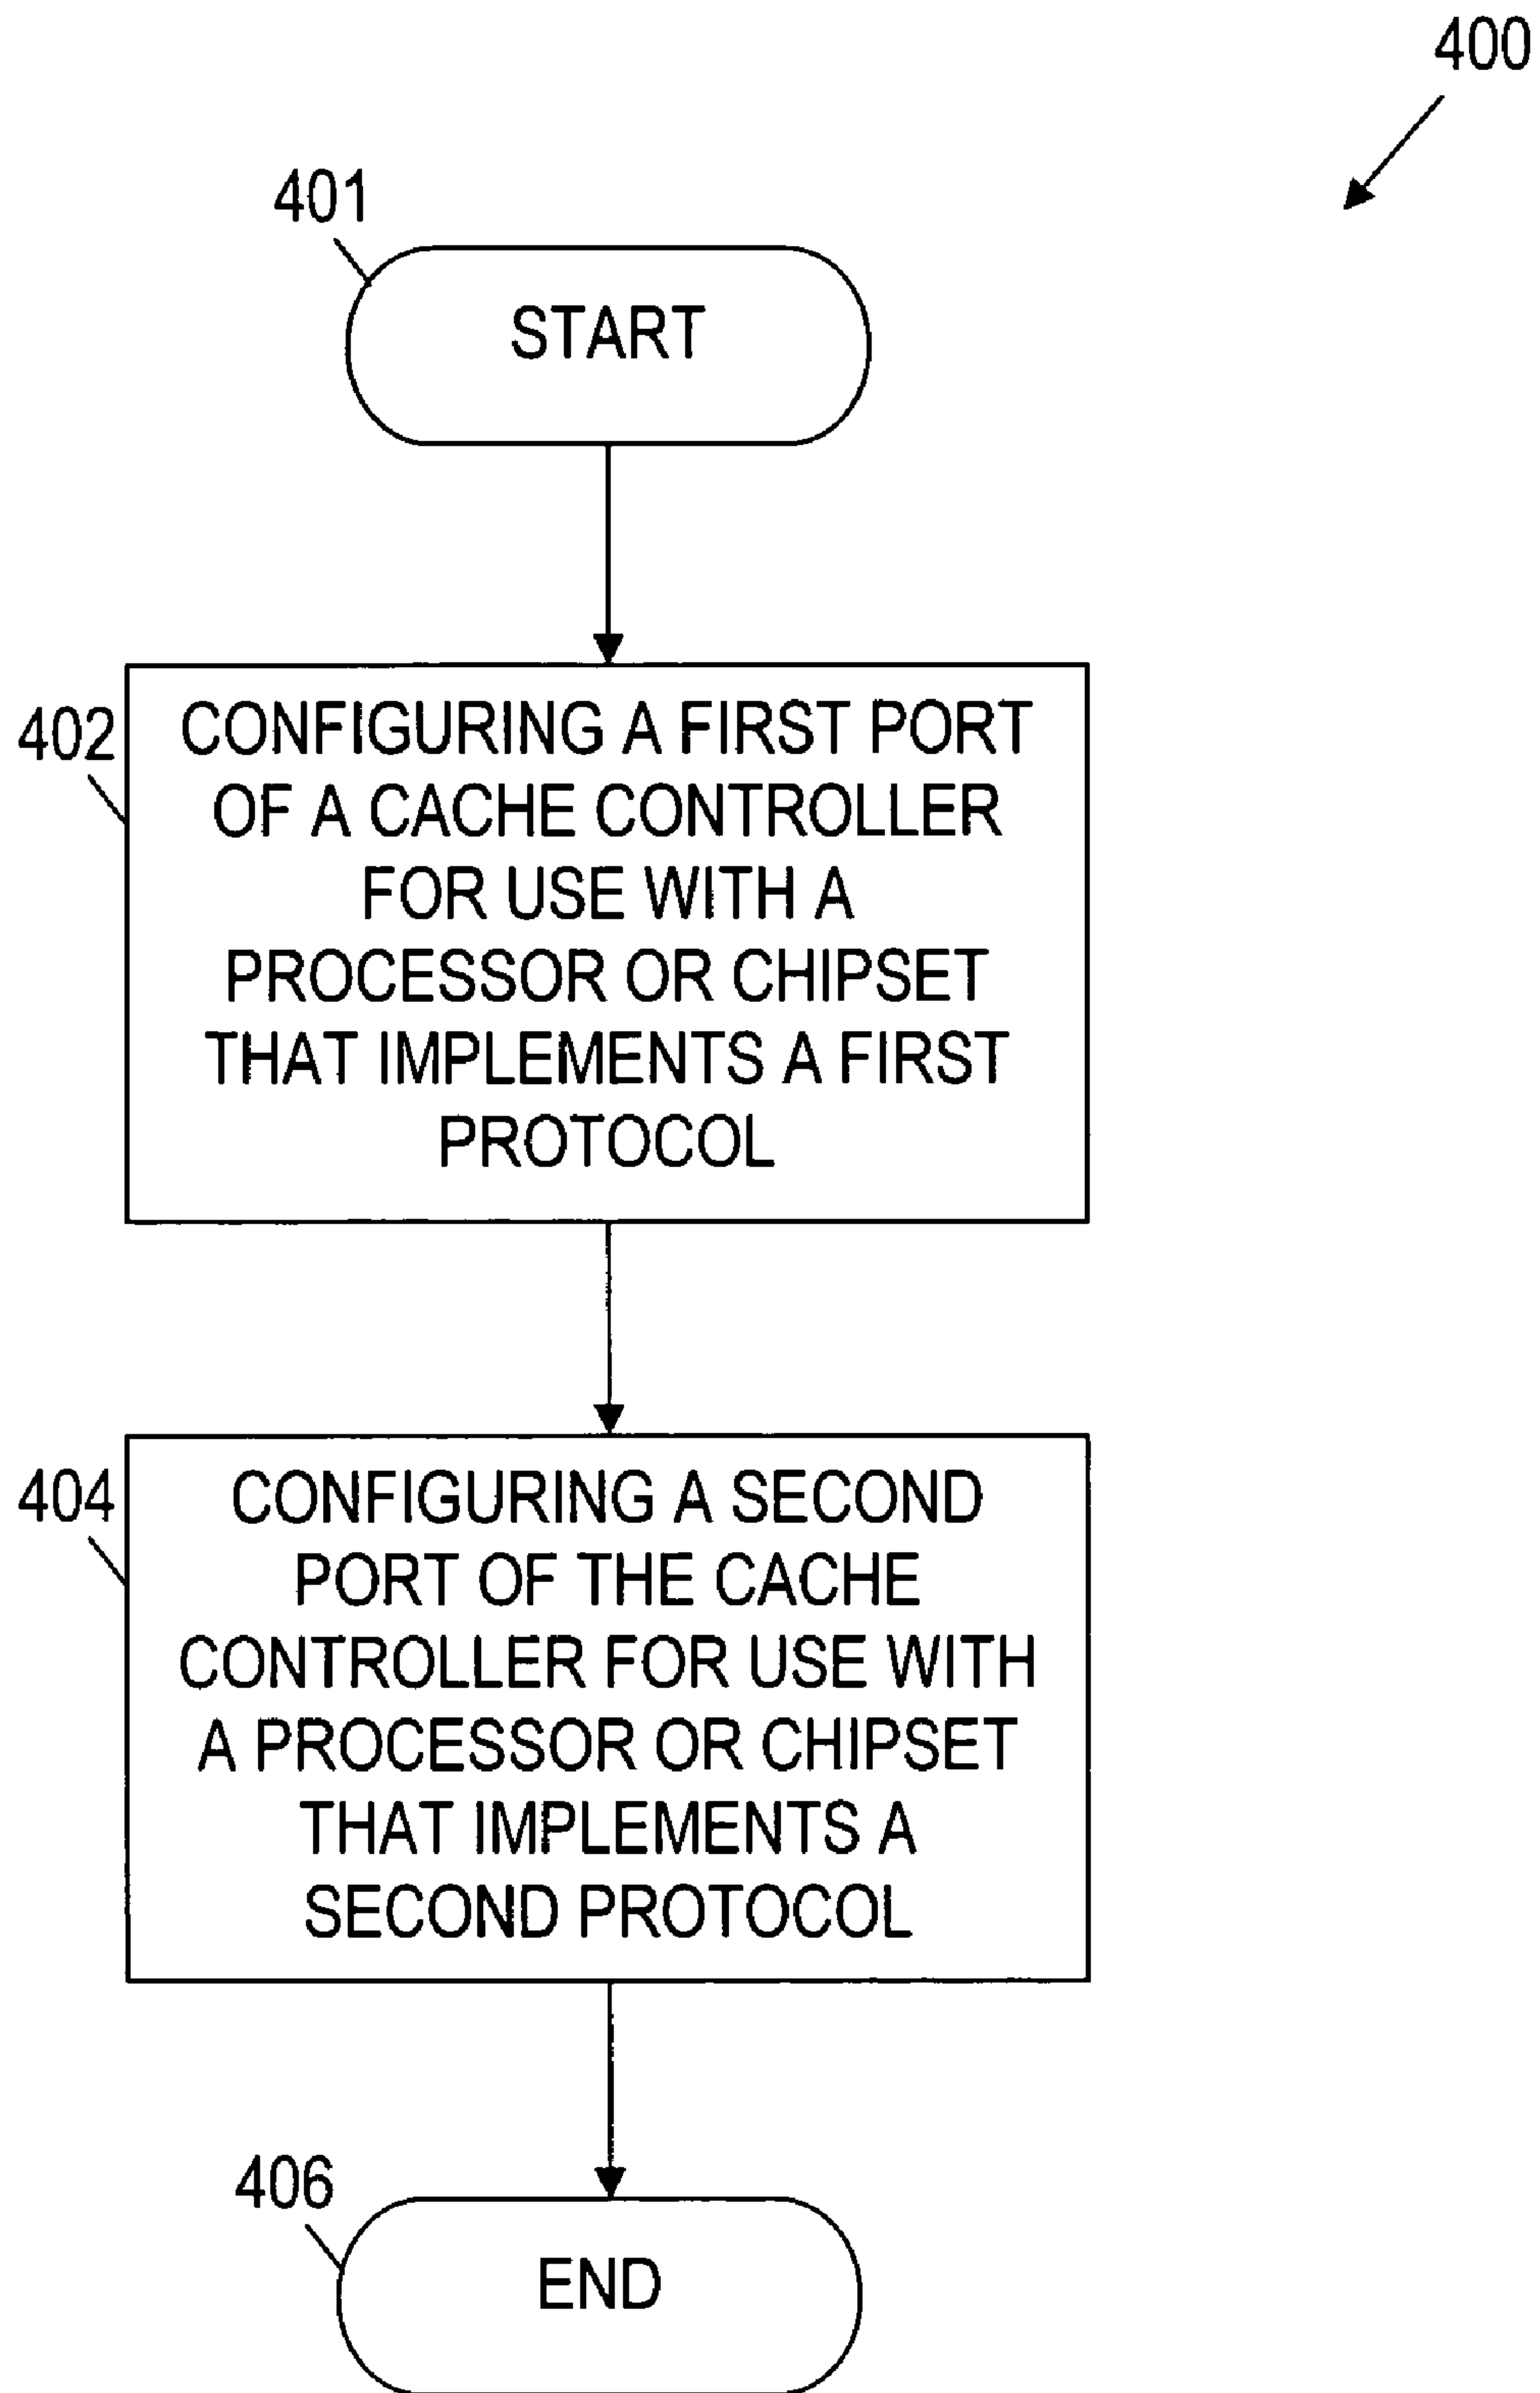 400
401
START
402
CONFIGURING A FIRST PORT
OF A CACHE CONTROLLER
FOR USE WITH A
PROCESSOR OR CHIPSET
THAT IMPLEMENTS A FIRST
PROTOCOL
404
CONFIGURING A SECOND
PORT OF THE CACHE
CONTROLLER FOR USE WITH
A PROCESSOR OR CHIPSET
THAT IMPLEMENTS A
SECOND PROTOCOL
406
END